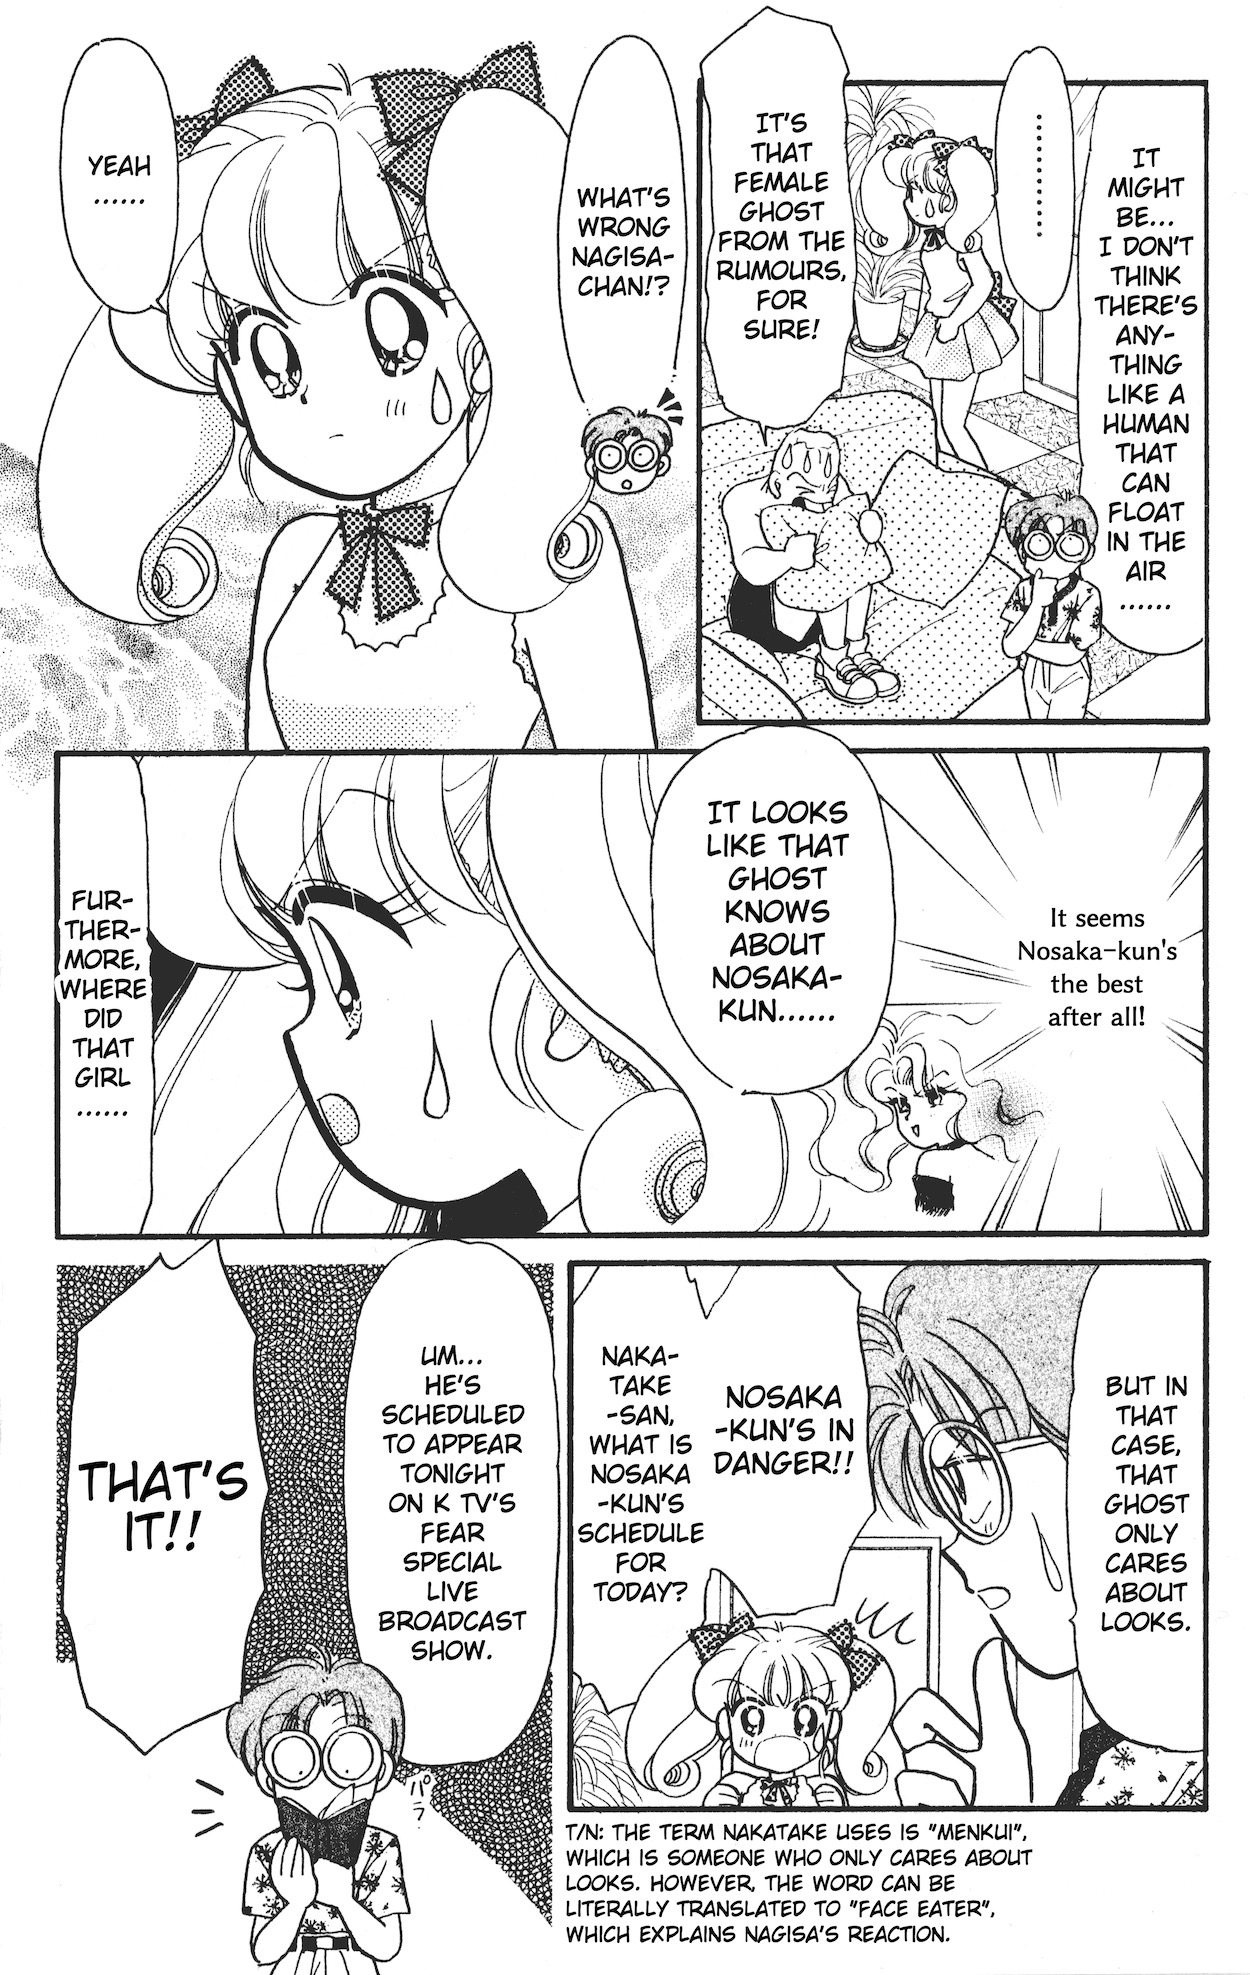 IT
MIGHT
BE...
I DON'T
THINK
THERE'S
ANY-
THING
LIKE A
HUMAN
THAT
CAN
FLOAT
IN THE
AIR
......
..........
IT'S
THAT
FEMALE
GHOST
FROM THE
RUMOURS,
FOR
SURE!
WHAT'S
WRONG
NAGISA-
CHAN!?
YEAH
......
It seems
Nosaka-kun's
the best
after all!
IT LOOKS
LIKE THAT
GHOST
KNOWS
ABOUT
NOSAKA-
KUN......
FUR-
THER-
MORE,
WHERE
DID
THAT
GIRL
......
BUT IN
THAT
CASE,
THAT
GHOST
ONLY
CARES
ABOUT
LOOKS.
NOSAKA
-KUN'S IN
DANGER!!
NAKA-
TAKE
-SAN,
WHAT IS
NOSAKA
-KUN'S
SCHEDULE
FOR
TODAY?
UM...
HE'S
SCHEDULED
TO APPEAR
TONIGHT
ON K TV'S
FEAR
SPECIAL
LIVE
BROADCAST
SHOW.
THAT'S
IT!!
パラ
T/N: THE TERM NAKATAKE USES IS "MENKUI",
WHICH IS SOMEONE WHO ONLY CARES ABOUT
LOOKS. HOWEVER, THE WORD CAN BE
LITERALLY TRANSLATED TO "FACE EATER",
WHICH EXPLAINS NAGISA'S REACTION.